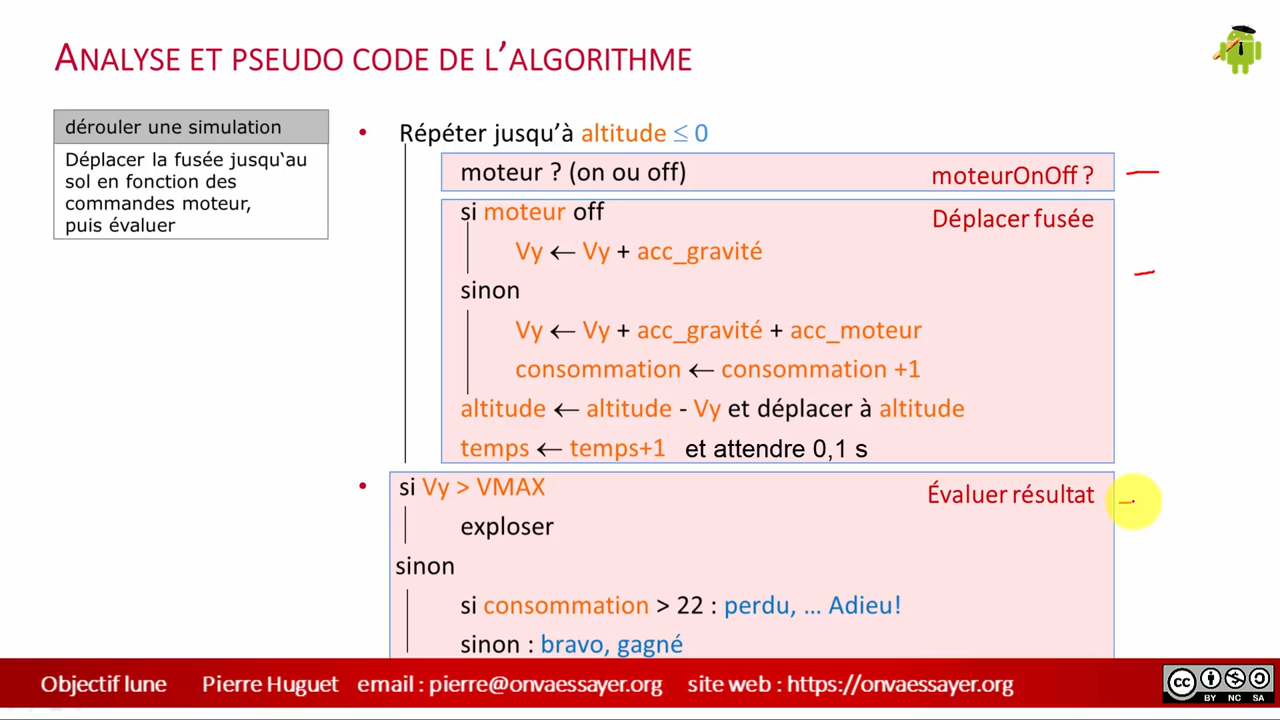 ANALYSE ET PSEUDO CODE DE L’ALGORITHME
dérouler une simulation
Déplacer la fusée jusqu‘au
sol en fonction des
commandes moteur,
puis évaluer
• Répéter jusqu’à altitude ≤ 0
moteur ? (on ou off) moteurOnOff ?
si moteur off Déplacer fusée
Vy ← Vy + acc_gravité
sinon
Vy ← Vy + acc_gravité + acc_moteur
consommation ← consommation +1
altitude ← altitude - Vy et déplacer à altitude
temps ← temps+1 et attendre 0,1 s
• si Vy > VMAX Évaluer résultat
exploser
sinon
si consommation > 22 : perdu, ... Adieu!
sinon : bravo, gagné
Objectif lune Pierre Huguet email : pierre@onvaessayer.org site web : https://onvaessayer.org
cc BY NC SA